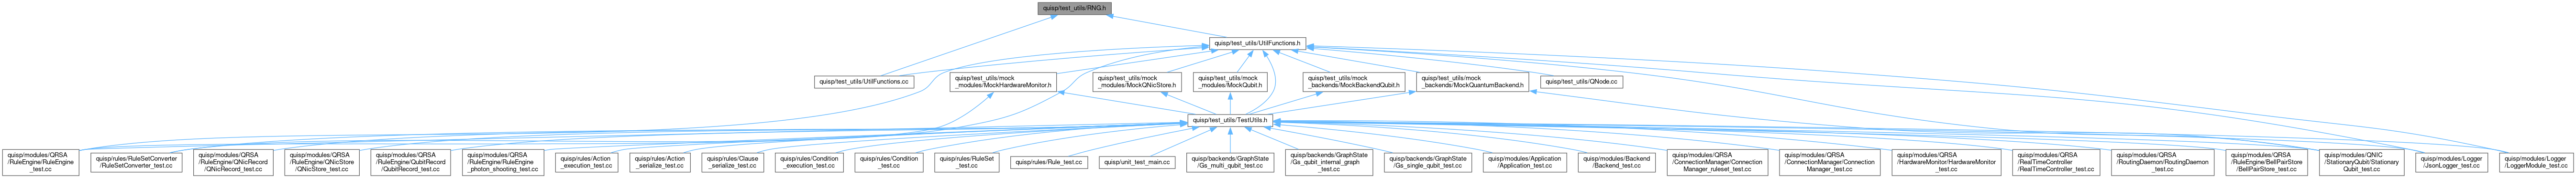 quisp/test_utils/RNG.h
quisp/test_utils/UtilFunctions.h
quisp/test_utils/UtilFunctions.cc
quisp/test_utils/mock
_modules/MockHardwareMonitor.h
quisp/test_utils/mock
_modules/MockQNicStore.h
quisp/test_utils/mock
_modules/MockQubit.h
quisp/test_utils/mock
_backends/MockBackendQubit.h
quisp/test_utils/mock
_backends/MockQuantumBackend.h
quisp/test_utils/QNode.cc
quisp/test_utils/TestUtils.h
quisp/modules/QRSA
/RuleEngine/RuleEngine
_test.cc
quisp/rules/RuleSetConverter
/RuleSetConverter_test.cc
quisp/modules/QRSA
/RuleEngine/QNicRecord
/QNicRecord_test.cc
quisp/modules/QRSA
/RuleEngine/QNicStore
/QNicStore_test.cc
quisp/modules/QRSA
/RuleEngine/QubitRecord
/QubitRecord_test.cc
quisp/modules/QRSA
/RuleEngine/RuleEngine
_photon_shooting_test.cc
quisp/rules/Action
_execution_test.cc
quisp/rules/Action
_serialize_test.cc
quisp/rules/Clause
_serialize_test.cc
quisp/rules/Condition
_execution_test.cc
quisp/rules/Condition
_test.cc
quisp/rules/RuleSet
_test.cc
quisp/rules/Rule_test.cc
quisp/unit_test_main.cc
quisp/backends/GraphState
/Gs_multi_qubit_test.cc
quisp/backends/GraphState
/Gs_qubit_internal_graph
_test.cc
quisp/backends/GraphState
/Gs_single_qubit_test.cc
quisp/modules/Application
/Application_test.cc
quisp/modules/Backend
/Backend_test.cc
quisp/modules/QRSA
/ConnectionManager/Connection
Manager_ruleset_test.cc
quisp/modules/QRSA
/ConnectionManager/Connection
Manager_test.cc
quisp/modules/QRSA
/HardwareMonitor/HardwareMonitor
_test.cc
quisp/modules/QRSA
/RealTimeController
/RealTimeController_test.cc
quisp/modules/QRSA
/RoutingDaemon/RoutingDaemon
_test.cc
quisp/modules/QRSA
/RuleEngine/BellPairStore
/BellPairStore_test.cc
quisp/modules/QNIC
/StationaryQubit/Stationary
Qubit_test.cc
quisp/modules/Logger
/JsonLogger_test.cc
quisp/modules/Logger
/LoggerModule_test.cc